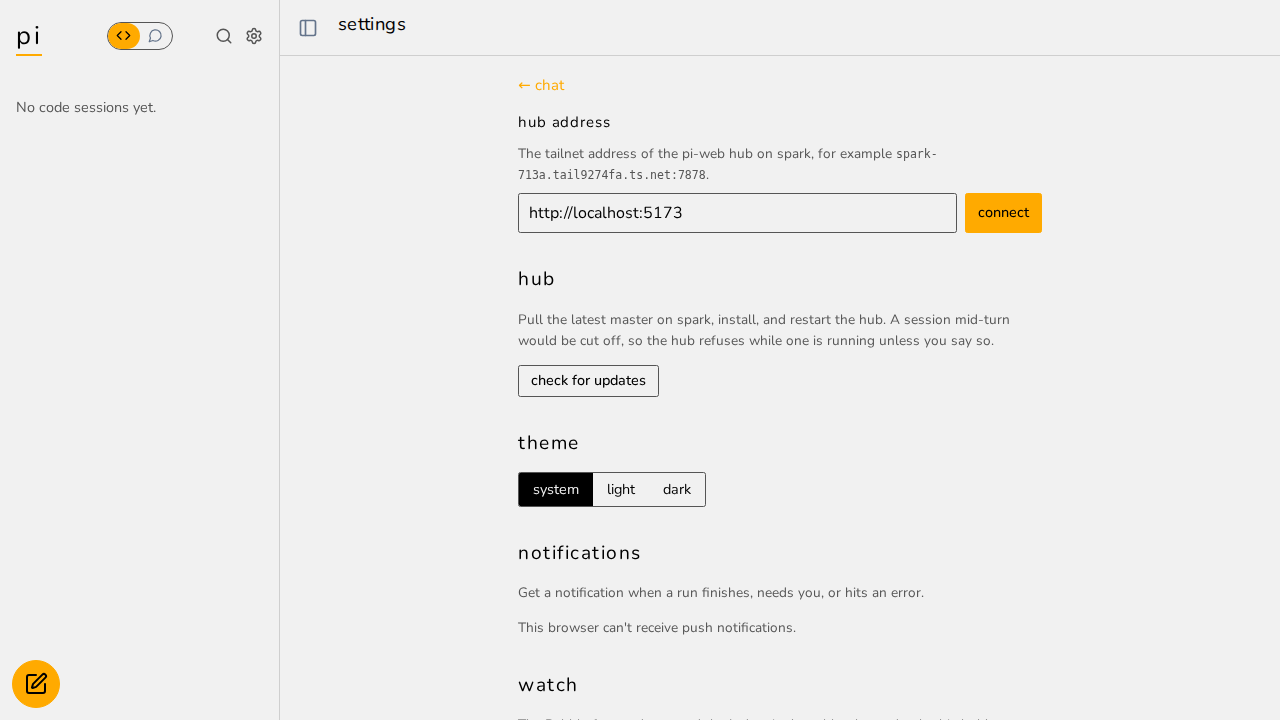 pi
settings
No code sessions yet.
← chat
hub address
The tailnet address of the pi-web hub on spark, for example spark-
713a.tail9274fa.ts.net:7878.
http://localhost:5173
connect
hub
Pull the latest master on spark, install, and restart the hub. A session mid-turn
would be cut off, so the hub refuses while one is running unless you say so.
check for updates
theme
system light dark
notifications
Get a notification when a run finishes, needs you, or hits an error.
This browser can't receive push notifications.
watch